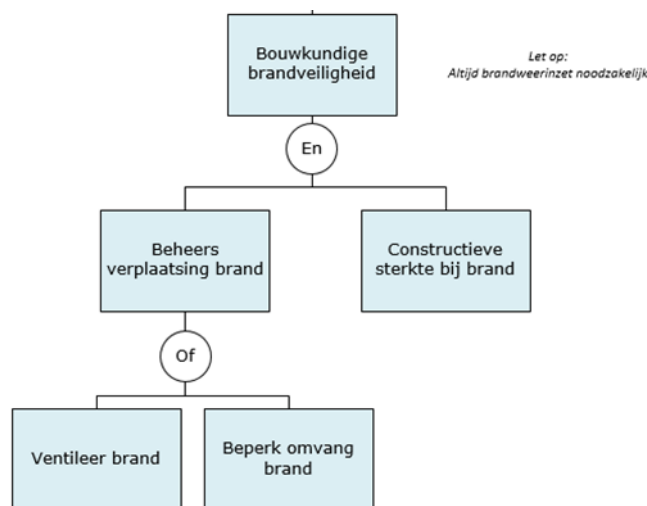 Bouwkundige
brandveiligheid
Let op:
Altijd brandweerinzet noodzakelijk
En
Beheers
verplaatsing brand
Constructieve
sterkte bij brand
Of
Ventileer brand
Beperk omvang
brand